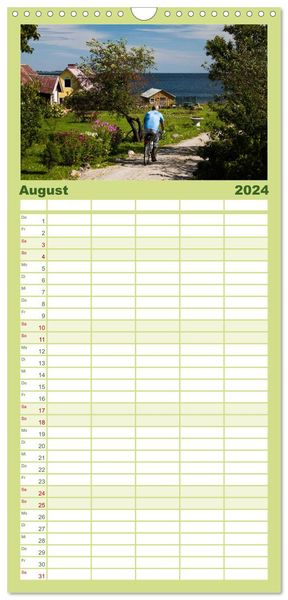 August 2024
Do 1
Fr 2
Sa 3
So 4
Mo 5
Di 6
Mi 7
Do 8
Fr 9
Sa 10
So 11
Mo 12
Di 13
Mi 14
Do 15
Fr 16
Sa 17
So 18
Mo 19
Di 20
Mi 21
Do 22
Fr 23
Sa 24
So 25
Mo 26
Di 27
Mi 28
Do 29
Fr 30
Sa 31